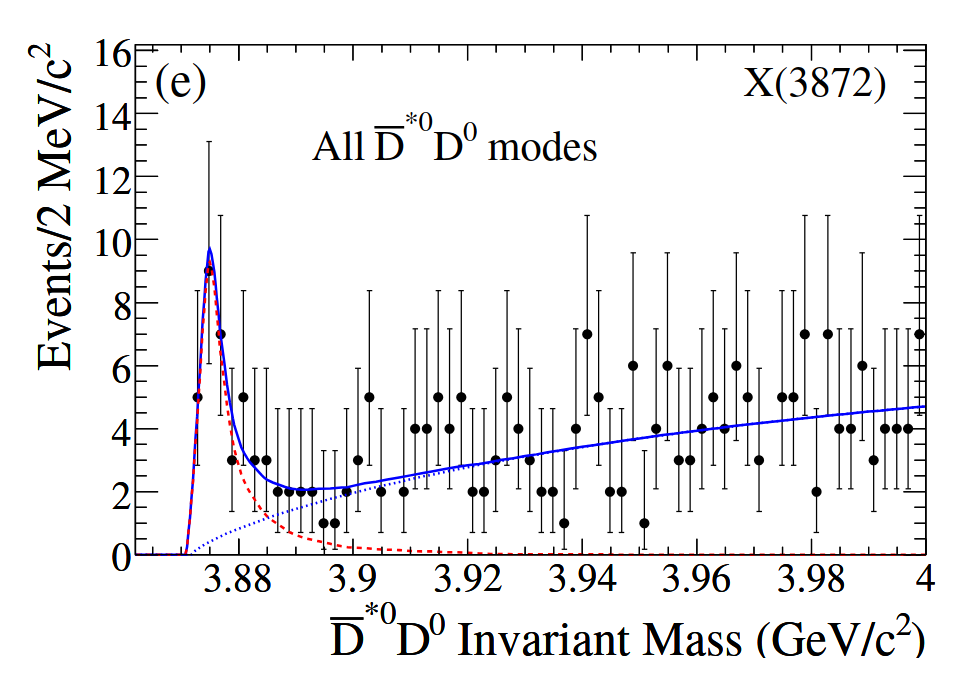 (e)
X(3872)
All D̅*⁰D⁰ modes
Events/2 MeV/c²
16
14
12
10
8
6
4
2
0
3.88 3.9 3.92 3.94 3.96 3.98 4
D̅*⁰D⁰ Invariant Mass (GeV/c²)